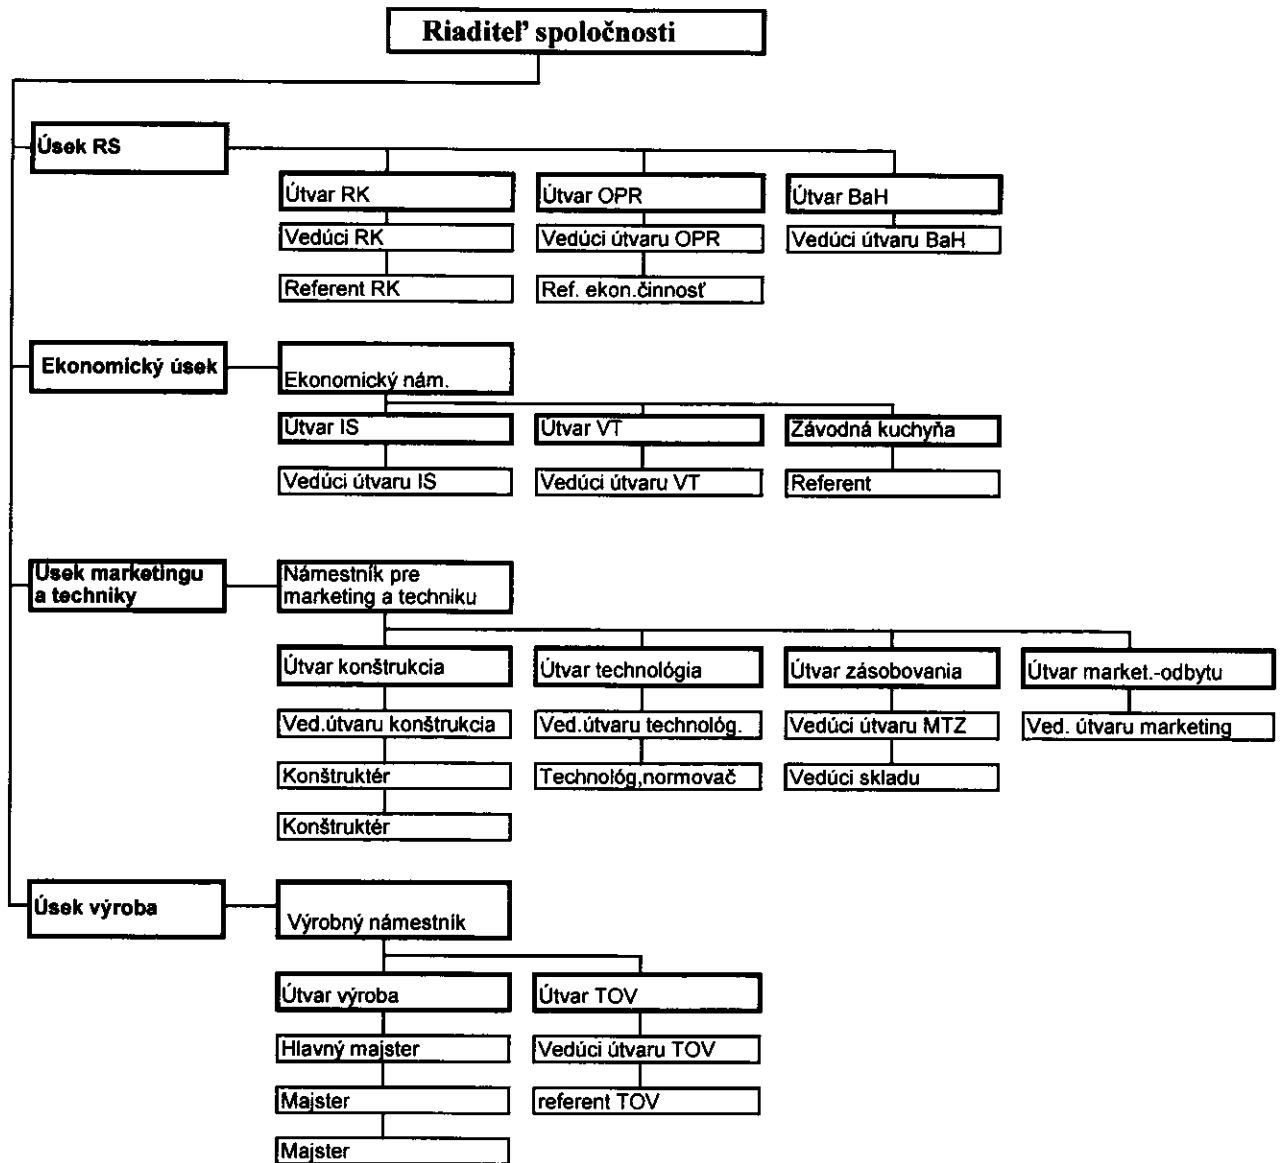 Riaditeľ spoločnosti
Úsek RS
Útvar RK
Útvar OPR
Útvar BaH
Vedúci RK
Vedúci útvaru OPR
Vedúci útvaru BaH
Referent RK
Ref. ekon.činnosť
Ekonomický úsek
Ekonomický nám.
Útvar IS
Útvar VT
Závodná kuchyňa
Vedúci útvaru IS
Vedúci útvaru VT
Referent
Úsek marketingu
a techniky
Námestník pre
marketing a techniku
Útvar konštrukcia
Útvar technológia
Útvar zásobovania
Útvar market.-odbytu
Ved.útvaru konštrukcia
Ved.útvaru technológ.
Vedúci útvaru MTZ
Ved. útvaru marketing
Konštruktér
Technológ,normovač
Vedúci skladu
Konštruktér
Úsek výroba
Výrobný námestník
Útvar výroba
Útvar TOV
Hlavný majster
Vedúci útvaru TOV
Majster
referent TOV
Majster